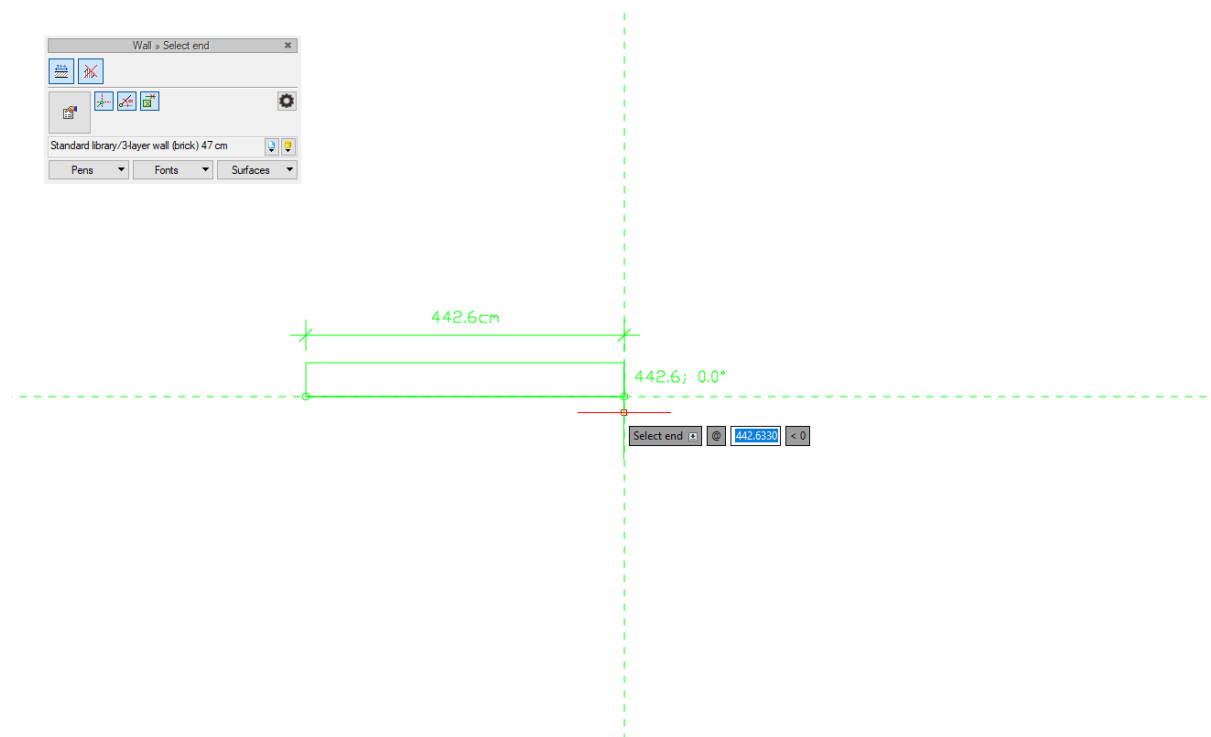 Wall » Select end
Standard library/3-layer wall (brick) 47 cm
Pens Fonts Surfaces
442.6cm
442.6; 0.0°
Select end @ 442.6330 < 0